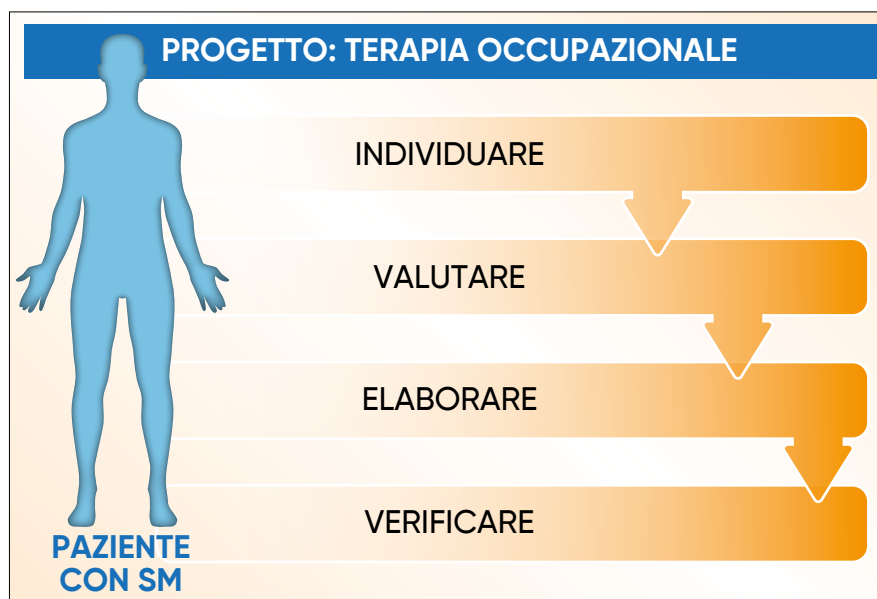 PROGETTO: TERAPIA OCCUPAZIONALE
INDIVIDUARE
VALUTARE
ELABORARE
VERIFICARE
PAZIENTE
CON SM